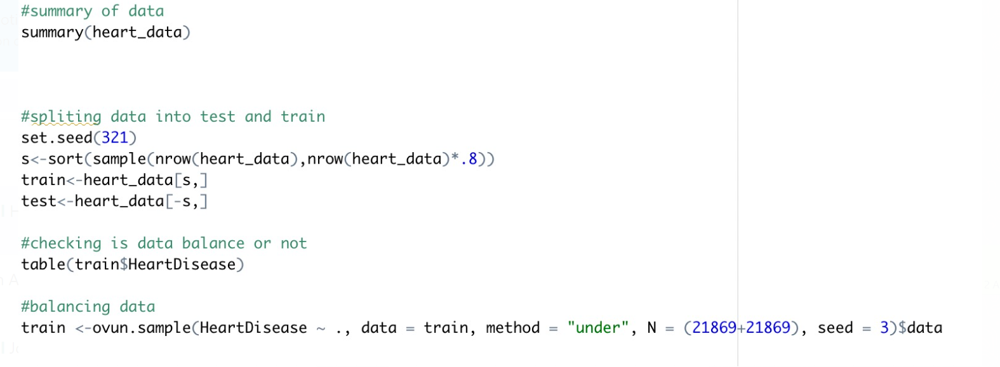 #summary of data
summary(heart_data)
#spliting data into test and train
set.seed(321)
s<-sort(sample(nrow(heart_data),nrow(heart_data)*.8))
train<-heart_data[s,]
test<-heart_data[-s,]
#checking is data balance or not
table(train$HeartDisease)
#balancing data
train <-ovun.sample(HeartDisease ~ ., data = train, method = "under", N = (21869+21869), seed = 3)$data